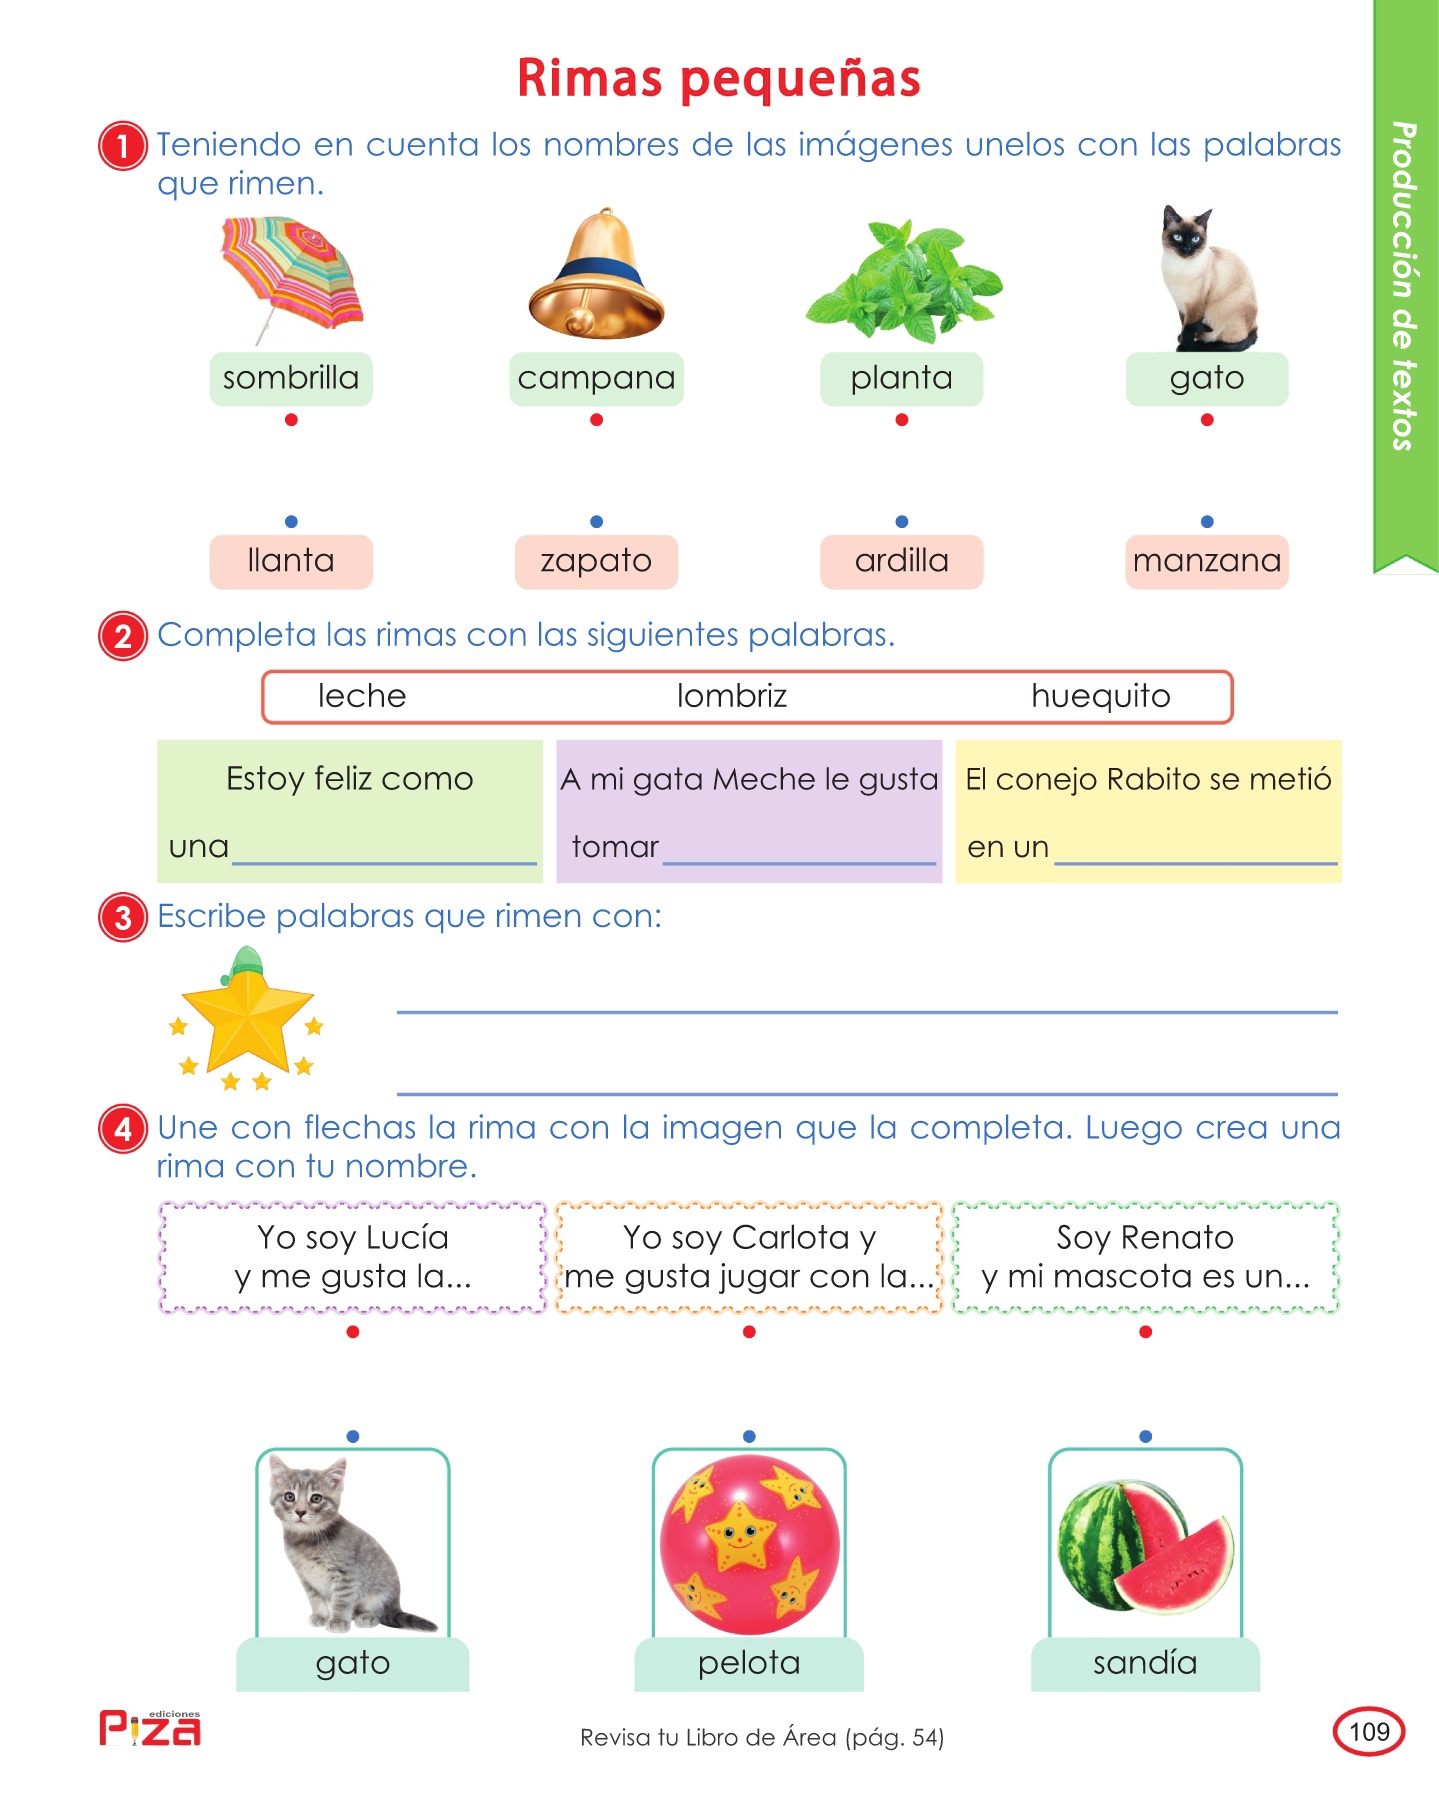 Rimas pequeñas
Producción de textos
1 Teniendo en cuenta los nombres de las imágenes unelos con las palabras
que rimen.
sombrilla campana planta gato
llanta zapato ardilla manzana
2 Completa las rimas con las siguientes palabras.
leche lombriz huequito
Estoy feliz como
una
A mi gata Meche le gusta
tomar
El conejo Rabito se metió
en un
3 Escribe palabras que rimen con:
4 Une con flechas la rima con la imagen que la completa. Luego crea una
rima con tu nombre.
Yo soy Lucía
y me gusta la...
Yo soy Carlota y
me gusta jugar con la...
Soy Renato
y mi mascota es un...
gato pelota sandía
ediciones
Piza
Revisa tu Libro de Área (pág. 54)
109